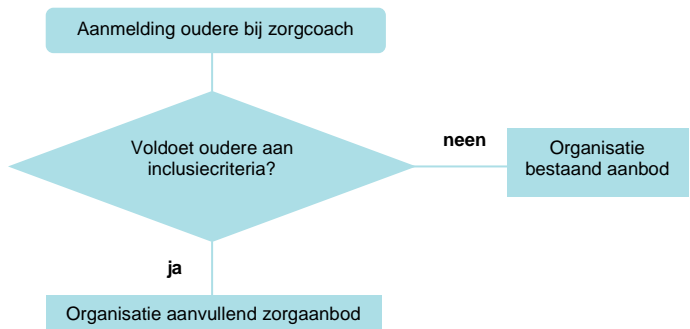 Aanmelding oudere bij zorgcoach
Voldoet oudere aan
inclusiecriteria?
neen
Organisatie
bestaand aanbod
ja
Organisatie aanvullend zorgaanbod